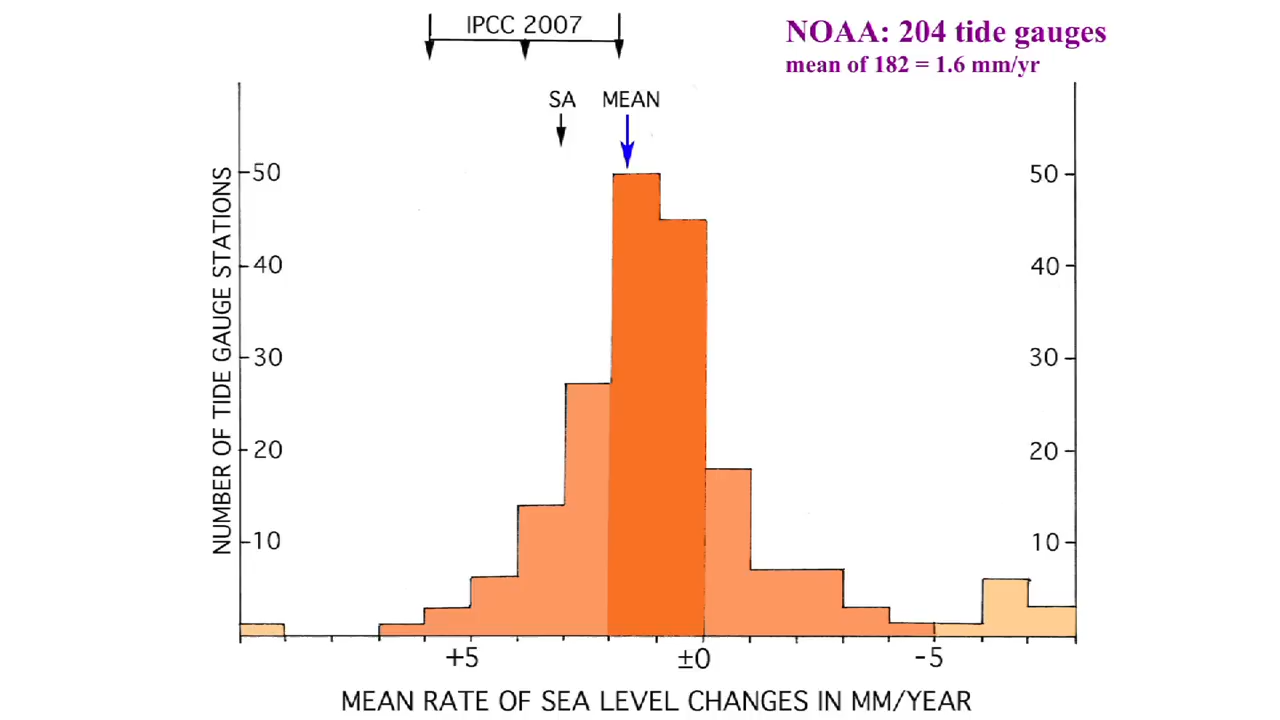 IPCC 2007
NOAA: 204 tide gauges
mean of 182 = 1.6 mm/yr
SA MEAN
NUMBER OF TIDE GAUGE STATIONS
50 50
40 40
30 30
20 20
10 10
+5 ±0 -5
MEAN RATE OF SEA LEVEL CHANGES IN MM/YEAR